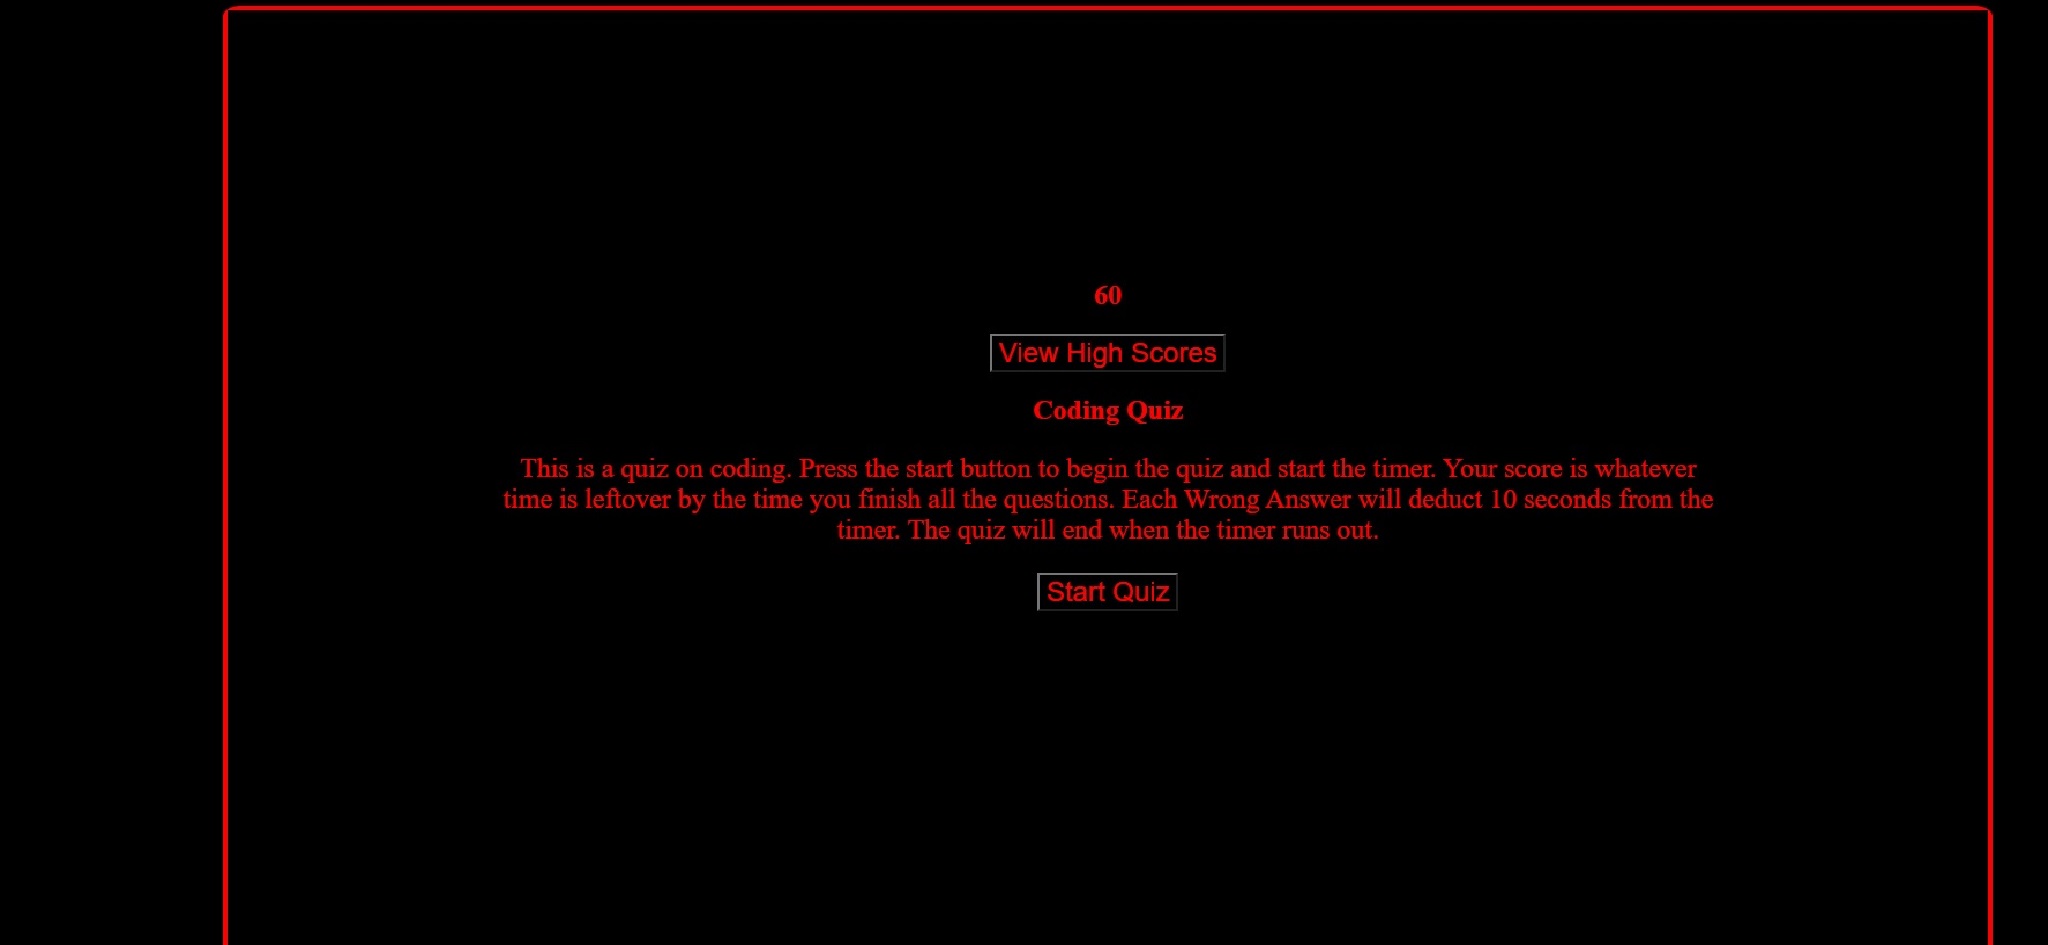 60
View High Scores
Coding Quiz
This is a quiz on coding. Press the start button to begin the quiz and start the timer. Your score is whatever
time is leftover by the time you finish all the questions. Each Wrong Answer will deduct 10 seconds from the
timer. The quiz will end when the timer runs out.
Start Quiz